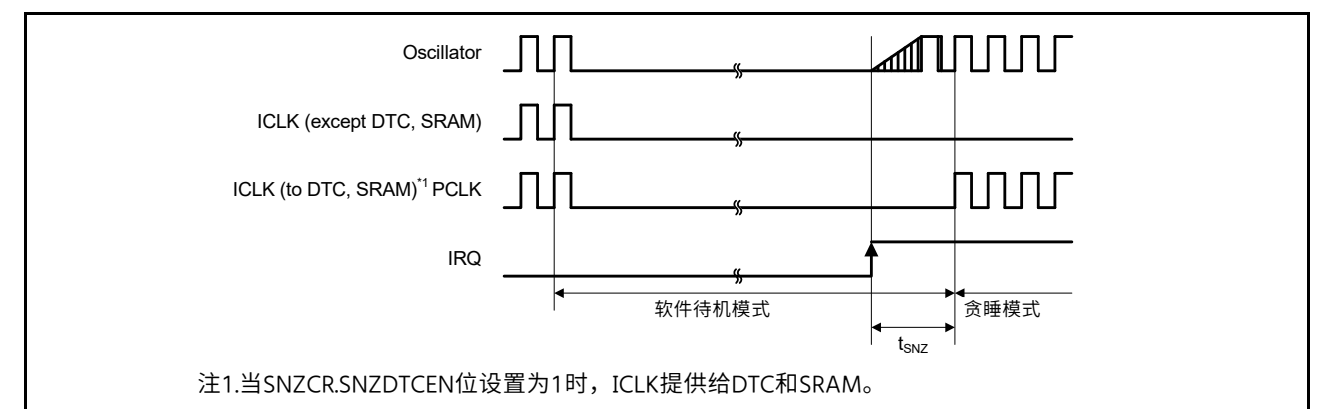 Oscillator
ICLK (except DTC, SRAM)
ICLK (to DTC, SRAM)*1 PCLK
IRQ
软件待机模式
贪睡模式
tSNZ
注1.当SNZCR.SNZDTCEN位设置为1时，ICLK提供给DTC和SRAM。